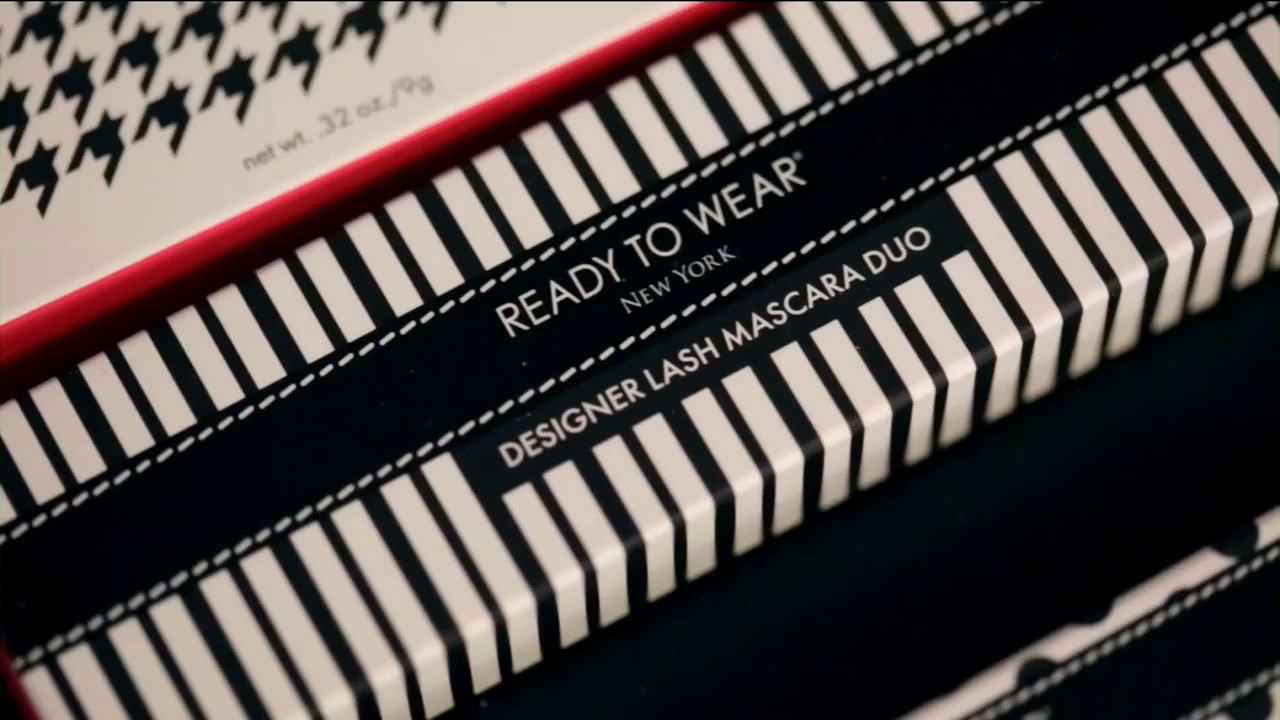 net wt. .32 oz./9g
READY TO WEAR®
NEW YORK
DESIGNER LASH MASCARA DUO